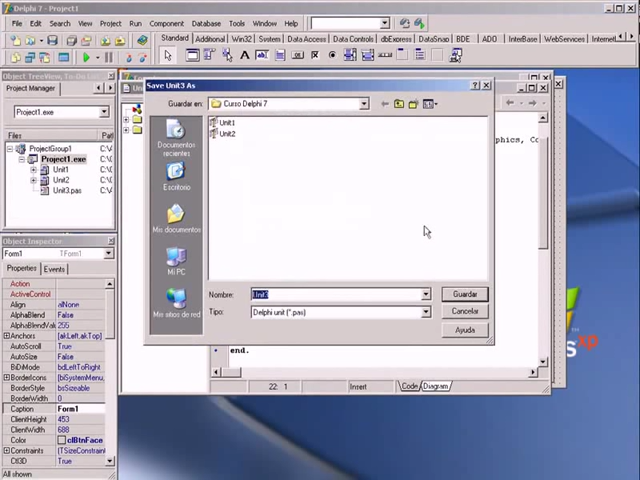 Delphi 7 - Project1
File Edit Search View Project Run Component Database Tools Window Help
Standard Additional Win32 System Data Access Data Controls dbExpress DataSnap BDE ADO InterBase WebServices
Object TreeView, To-Do
Project Manager
Project1.exe
Files Pat
ProjectGroup1 C:\
Project1.exe C:\
Unit1 C:\
Unit2 C:\
Unit3.pas C:\
Save Unit3 As
Guardar en: Curso Delphi 7
Unit1
Unit2
Documentos
recientes
Escritorio
Mis documentos
Mi PC
Mis sitios de red
Nombre: Unit3 Guardar
Tipo: Delphi unit (*.pas) Cancelar
Ayuda
phics, Co
end.
22: 1 Insert Code Diagram
xp
Object Inspector
Form1 TForm1
Properties Events
Action
ActiveControl
Align alNone
AlphaBlend False
AlphaBlendVal 255
Anchors [akLeft,akTop]
AutoScroll True
AutoSize False
BiDiMode bdLeftToRight
BorderIcons [biSystemMenu,
BorderStyle bsSizeable
BorderWidth 0
Caption Form1
ClientHeight 453
ClientWidth 688
Color clBtnFace
Constraints (TSizeConstrain
Ctl3D True
All shown